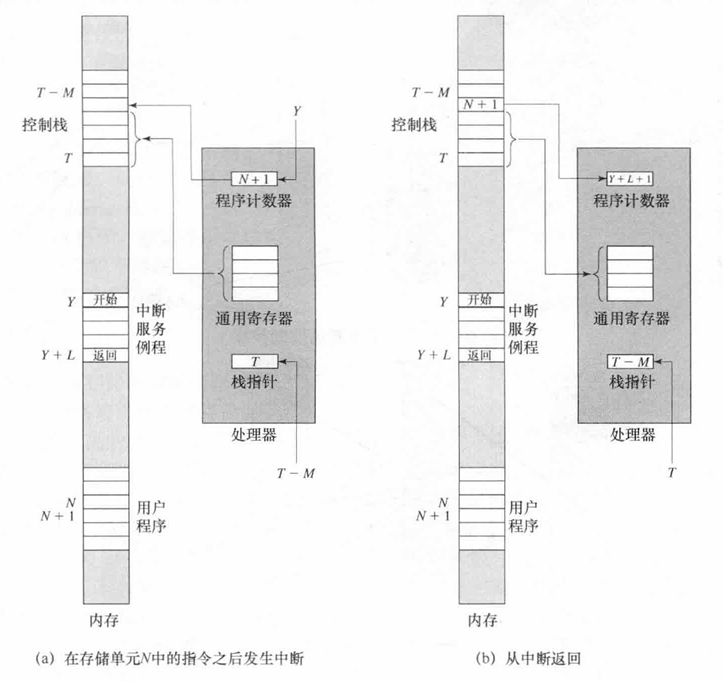 T − M
控制栈
T
Y
N + 1
程序计数器
通用寄存器
Y
开始
中断
服务
例程
Y + L
返回
T
栈指针
处理器
T − M
N
N + 1
用户
程序
内存
(a) 在存储单元N中的指令之后发生中断
T − M
N + 1
控制栈
T
Y + L + 1
程序计数器
通用寄存器
Y
开始
中断
服务
例程
Y + L
返回
T − M
栈指针
处理器
T
N
N + 1
用户
程序
内存
(b) 从中断返回